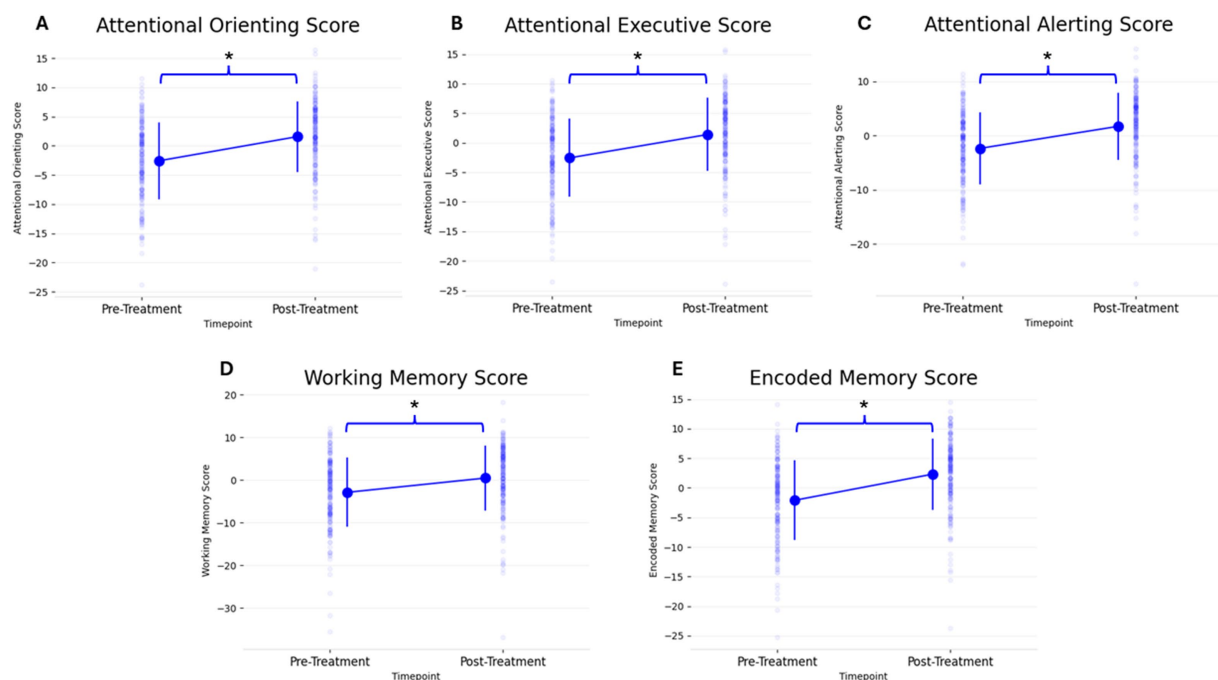 A
Attentional Orienting Score
*
Attentional Orienting Score
15
10
5
0
−5
−10
−15
−20
−25
Pre-Treatment
Post-Treatment
Timepoint
B
Attentional Executive Score
*
Attentional Executive Score
15
10
5
0
−5
−10
−15
−20
−25
Pre-Treatment
Post-Treatment
Timepoint
C
Attentional Alerting Score
*
Attentional Alerting Score
10
0
−10
−20
Pre-Treatment
Post-Treatment
Timepoint
D
Working Memory Score
*
Working Memory Score
20
10
0
−10
−20
−30
Pre-Treatment
Post-Treatment
Timepoint
E
Encoded Memory Score
*
Encoded Memory Score
15
10
5
0
−5
−10
−15
−20
−25
Pre-Treatment
Post-Treatment
Timepoint